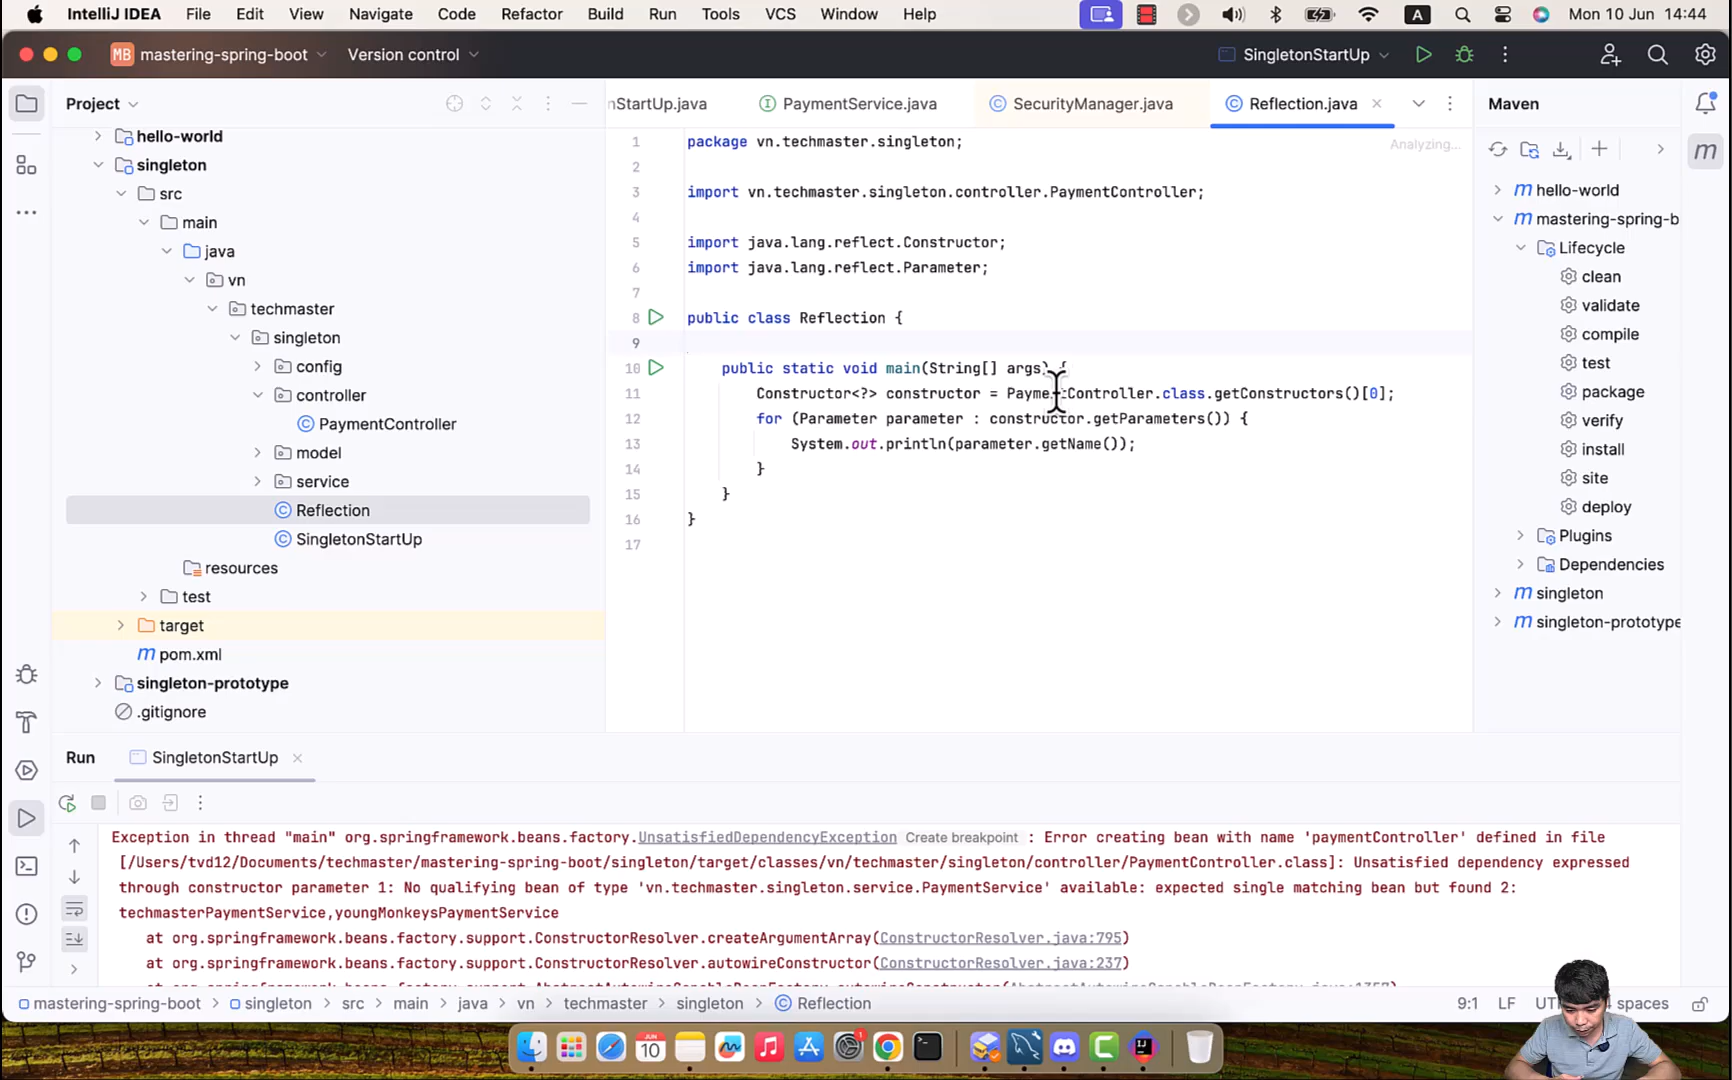 IntelliJ IDEA File Edit View Navigate Code Refactor Build Run Tools VCS Window Help A Mon 10 Jun 14:44
MB mastering-spring-boot Version control SingletonStartUp
Project
hello-world
singleton
src
main
java
vn
techmaster
singleton
config
controller
PaymentController
model
service
Reflection
SingletonStartUp
resources
test
target
m pom.xml
singleton-prototype
.gitignore
nStartUp.java PaymentService.java SecurityManager.java Reflection.java
Analyzing...
1 package vn.techmaster.singleton;
2
3 import vn.techmaster.singleton.controller.PaymentController;
4
5 import java.lang.reflect.Constructor;
6 import java.lang.reflect.Parameter;
7
8 public class Reflection {
9
10 public static void main(String[] args) {
11 Constructor<?> constructor = PaymentController.class.getConstructors()[0];
12 for (Parameter parameter : constructor.getParameters()) {
13 System.out.println(parameter.getName());
14 }
15 }
16 }
17
Maven
m
m hello-world
m mastering-spring-b
Lifecycle
clean
validate
compile
test
package
verify
install
site
deploy
Plugins
Dependencies
m singleton
m singleton-prototype
Run SingletonStartUp
Exception in thread "main" org.springframework.beans.factory.UnsatisfiedDependencyException Create breakpoint : Error creating bean with name 'paymentController' defined in file
[/Users/tvd12/Documents/techmaster/mastering-spring-boot/singleton/target/classes/vn/techmaster/singleton/controller/PaymentController.class]: Unsatisfied dependency expressed
through constructor parameter 1: No qualifying bean of type 'vn.techmaster.singleton.service.PaymentService' available: expected single matching bean but found 2:
techmasterPaymentService,youngMonkeysPaymentService
at org.springframework.beans.factory.support.ConstructorResolver.createArgumentArray(ConstructorResolver.java:795)
at org.springframework.beans.factory.support.ConstructorResolver.autowireConstructor(ConstructorResolver.java:237)
mastering-spring-boot singleton src main java vn techmaster singleton Reflection 9:1 LF spaces
JUN
10
1